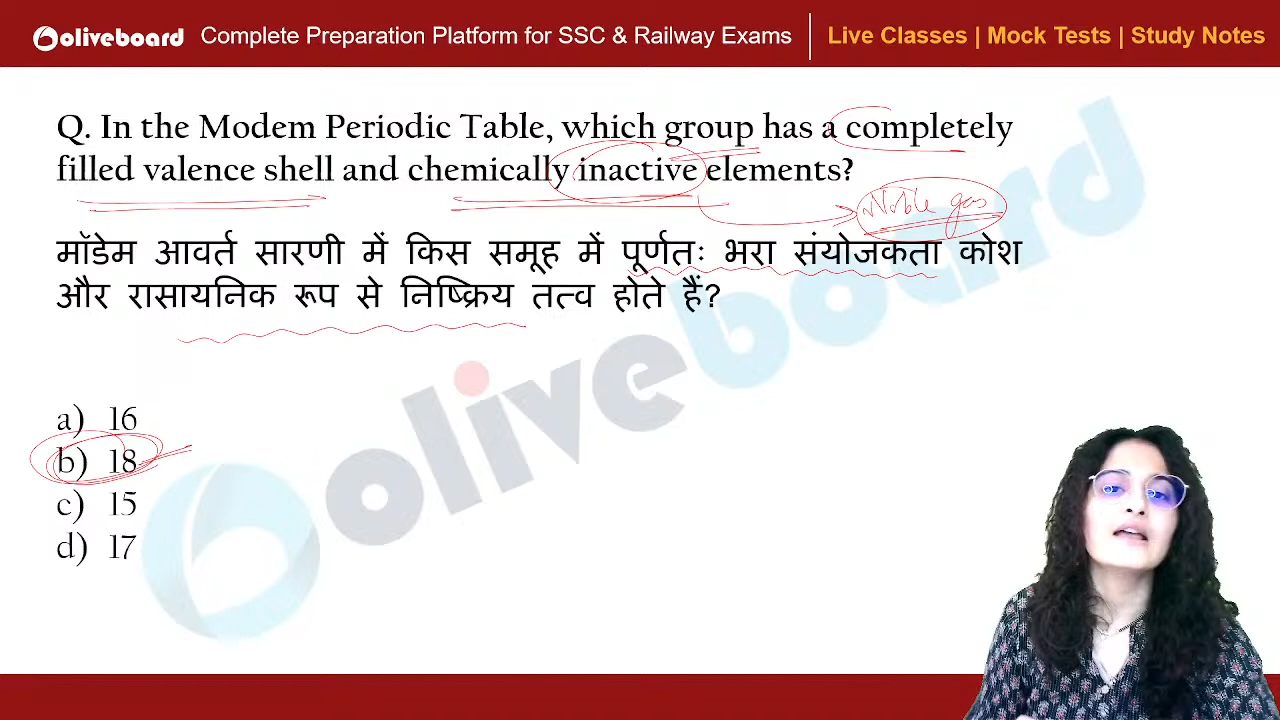 oliveboard Complete Preparation Platform for SSC & Railway Exams Live Classes | Mock Tests | Study Notes
Q. In the Modem Periodic Table, which group has a completely
filled valence shell and chemically inactive elements?
Noble gas
मॉडेम आवर्त सारणी में किस समूह में पूर्णतः भरा संयोजकता कोश
और रासायनिक रूप से निष्क्रिय तत्व होते हैं?
a) 16
b) 18
c) 15
d) 17
oliveboard